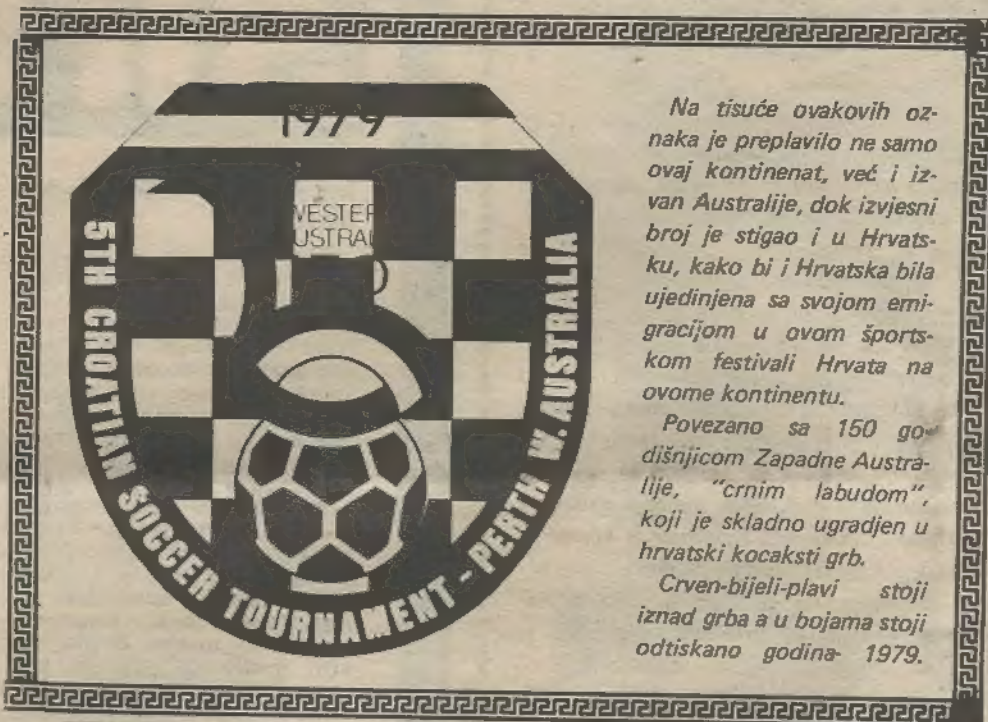 1979
WESTER
USTRAL
5TH CROATIAN SOCCER TOURNAMENT - PERTH W. AUSTRALIA
Na tisuće ovakovih oz-
naka je preplavilo ne samo
ovaj kontinenat, već i iz-
van Australije, dok izvjesni
broj je stigao i u Hrvats-
ku, kako bi i Hrvatska bila
ujedinjena sa svojom emi-
gracijom u ovom šports-
kom festivali Hrvata na
ovome kontinentu.
Povezano sa 150 go-
dišnjicom Zapadne Austra-
lije, "crnim labudom",
koji je skladno ugradjen u
hrvatski kocaksti grb.
Crven-bijeli-plavi stoji
iznad grba a u bojama stoji
odtiskano godina- 1979.